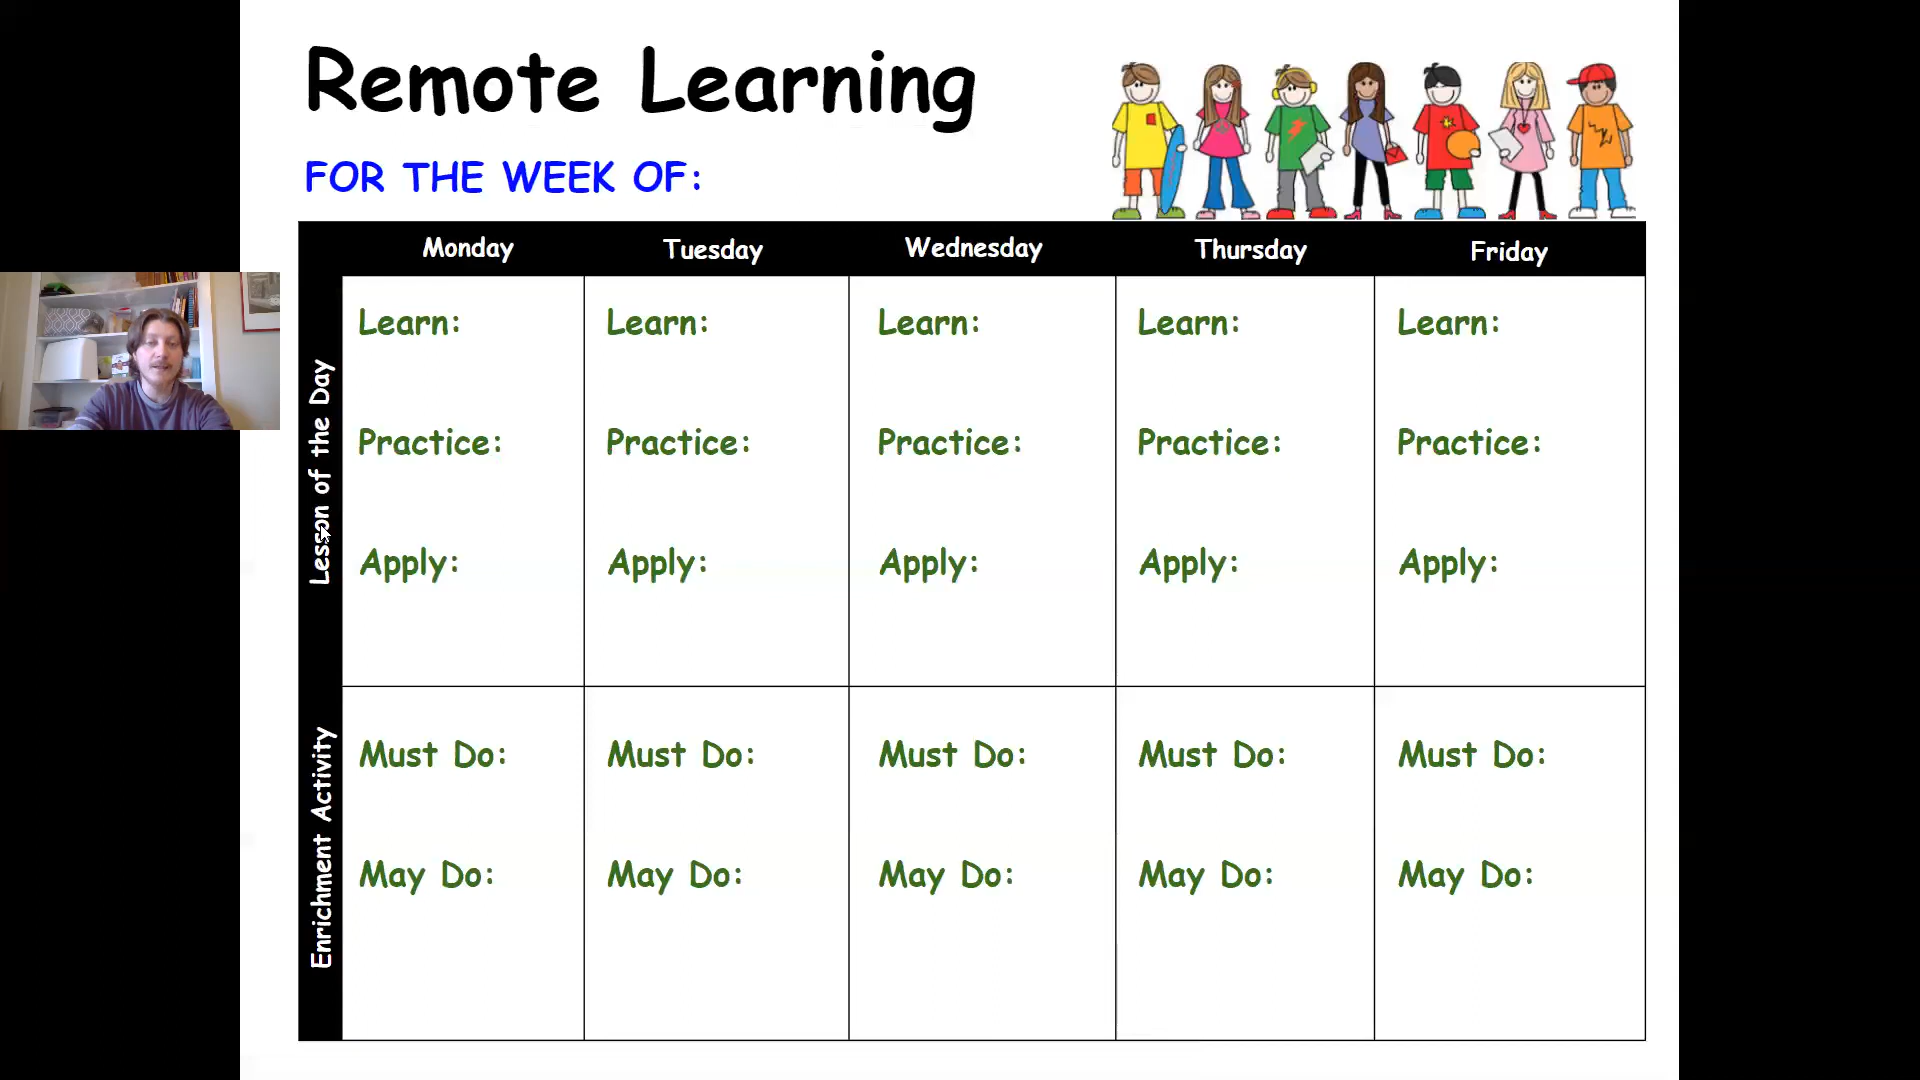 Remote Learning
FOR THE WEEK OF:
Monday Tuesday Wednesday Thursday Friday
Lesson of the Day
Learn: Learn: Learn: Learn: Learn:
Practice: Practice: Practice: Practice: Practice:
Apply: Apply: Apply: Apply: Apply:
Enrichment Activity
Must Do: Must Do: Must Do: Must Do: Must Do:
May Do: May Do: May Do: May Do: May Do: